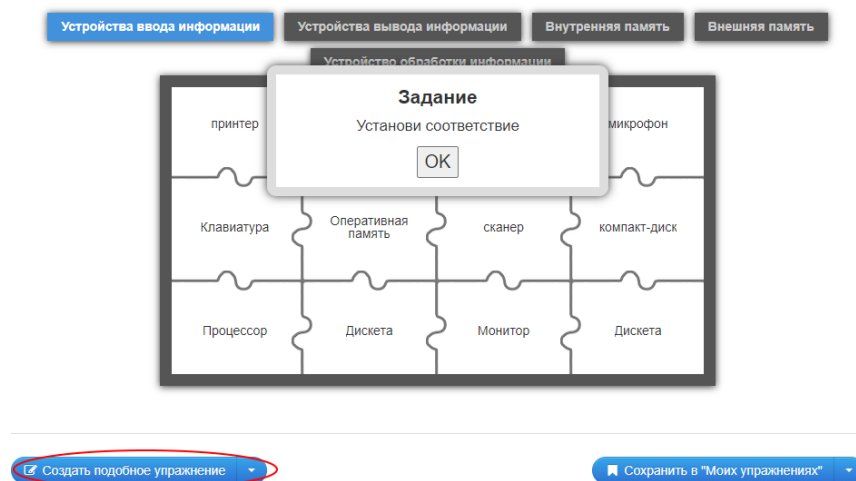 Устройства ввода информации
Устройства вывода информации
Внутренняя память
Внешняя память
Устройство обработки информации
Задание
Установи соответствие
OK
принтер
микрофон
Клавиатура
Оперативная
память
сканер
компакт-диск
Процессор
Дискета
Монитор
Дискета
Создать подобное упражнение
Сохранить в "Моих упражнениях"